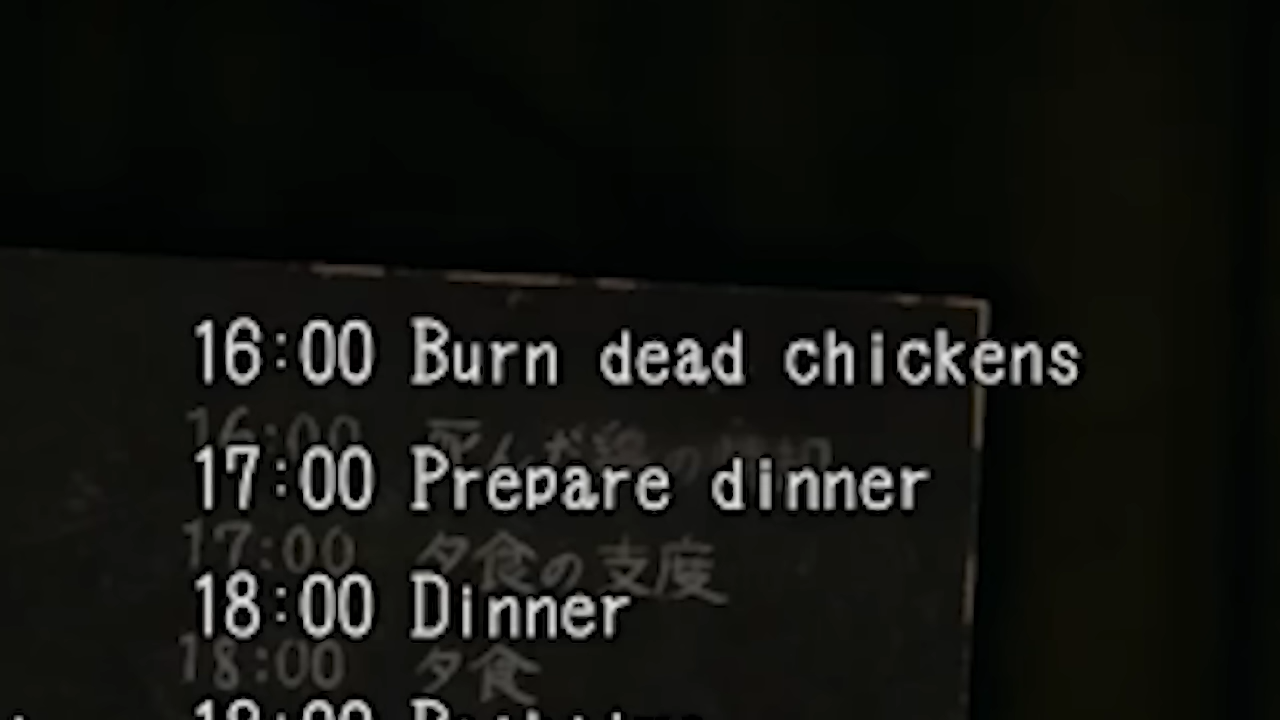 16:00 Burn dead chickens
16:00 死んだ鶏の
17:00 Prepare dinner
17:00 夕食の支度
18:00 Dinner
18:00 夕食